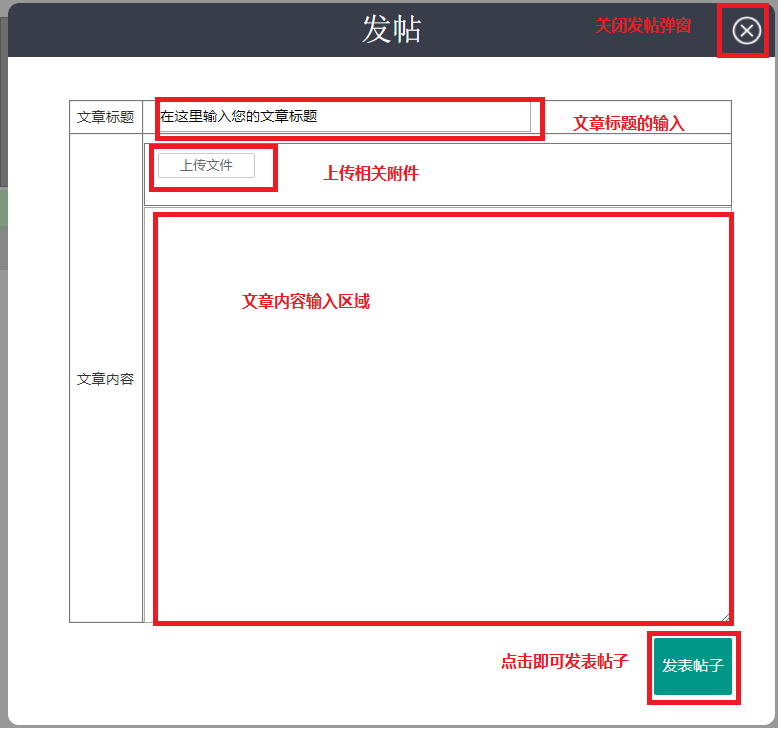 发帖
关闭发帖弹窗
文章标题
在这里输入您的文章标题
文章标题的输入
上传文件
上传相关附件
文章内容输入区域
文章内容
点击即可发表帖子
发表帖子